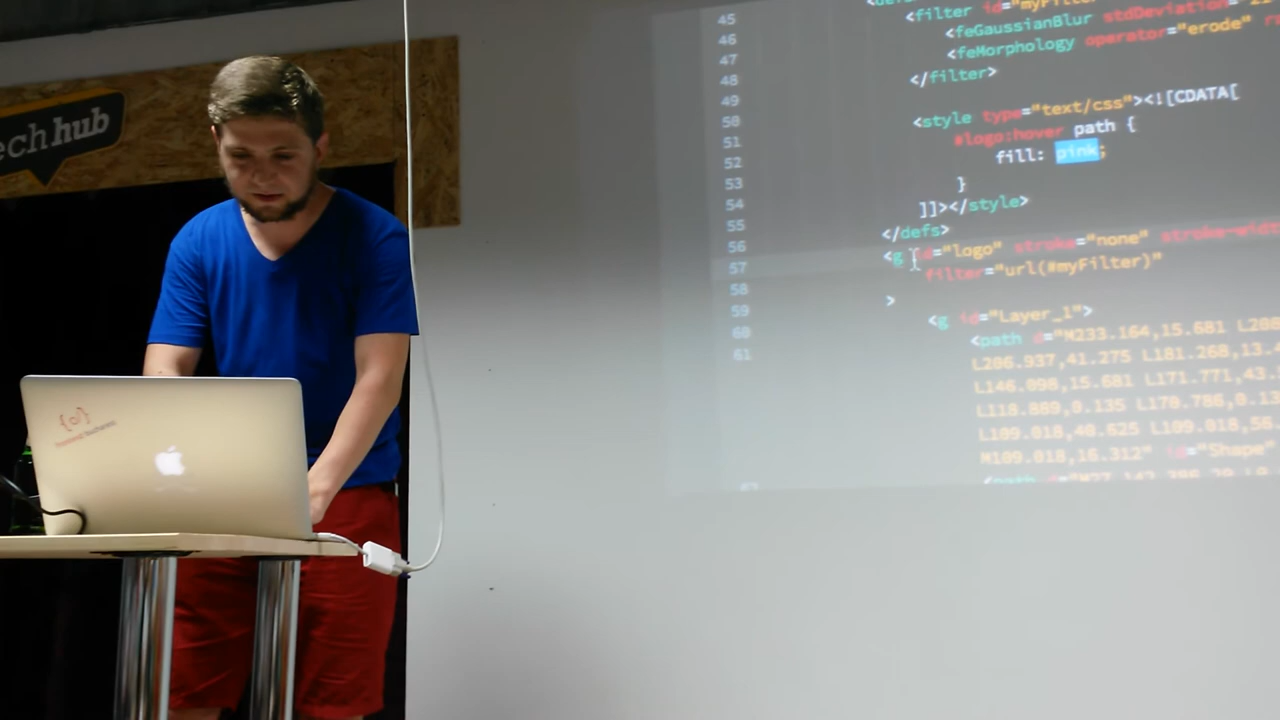 ech hub
{c/}
frontend bucharest
45
46
47
48
49
50
51
52
53
54
55
56
57
58
59
60
61
<filter id="myFilter">
<feGaussianBlur stdDeviation="
<feMorphology operator="erode"
</filter>
<style type="text/css"><![CDATA[
#logo:hover path {
fill: pink;
}
]]></style>
</defs>
<g id="logo" stroke="none" stroke-widt
filter="url(#myFilter)"
>
<g id="Layer_1">
<path d="M233.164,15.681
L206.937,41.275 L181.268,13.4
L146.098,15.681 L171.771,43.
L118.889,0.135 L170.786,0.13
L109.018,40.625 L109.018,56.
M109.018,16.312" id="Shape"